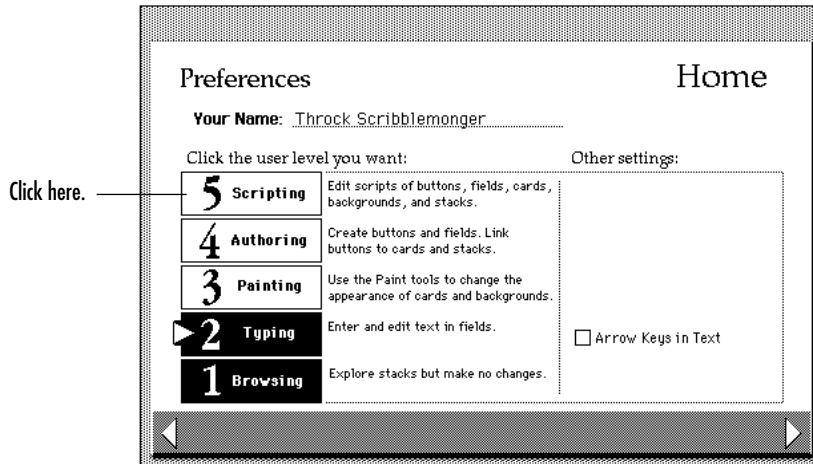 Preferences
Home
Your Name: Throck Scribblemonger
Click the user level you want:
Other settings:
Click here.
5 Scripting
Edit scripts of buttons, fields, cards,
backgrounds, and stacks.
4 Authoring
Create buttons and fields. Link
buttons to cards and stacks.
3 Painting
Use the Paint tools to change the
appearance of cards and backgrounds.
2 Typing
Enter and edit text in fields.
Arrow Keys in Text
1 Browsing
Explore stacks but make no changes.